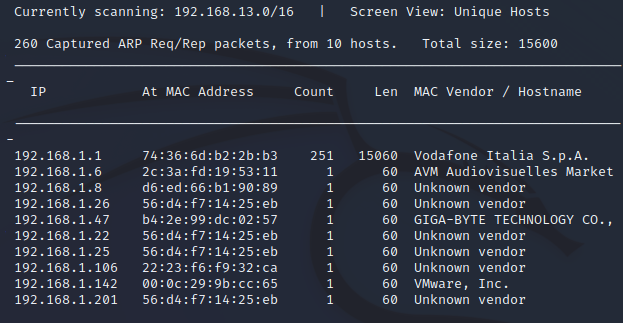 Currently scanning: 192.168.13.0/16   |   Screen View: Unique Hosts
260 Captured ARP Req/Rep packets, from 10 hosts.   Total size: 15600
_____________________________________________________________________________
_
IP            At MAC Address     Count     Len  MAC Vendor / Hostname
-----------------------------------------------------------------------------
-
192.168.1.1     74:36:6d:b2:2b:b3    251   15060  Vodafone Italia S.p.A.
192.168.1.6     2c:3a:fd:19:53:11      1      60  AVM Audiovisuelles Market
192.168.1.8     d6:ed:66:b1:90:89      1      60  Unknown vendor
192.168.1.26    56:d4:f7:14:25:eb      1      60  Unknown vendor
192.168.1.47    b4:2e:99:dc:02:57      1      60  GIGA-BYTE TECHNOLOGY CO.,
192.168.1.22    56:d4:f7:14:25:eb      1      60  Unknown vendor
192.168.1.25    56:d4:f7:14:25:eb      1      60  Unknown vendor
192.168.1.106   22:23:f6:f9:32:ca      1      60  Unknown vendor
192.168.1.142   00:0c:29:9b:cc:65      1      60  VMware, Inc.
192.168.1.201   56:d4:f7:14:25:eb      1      60  Unknown vendor